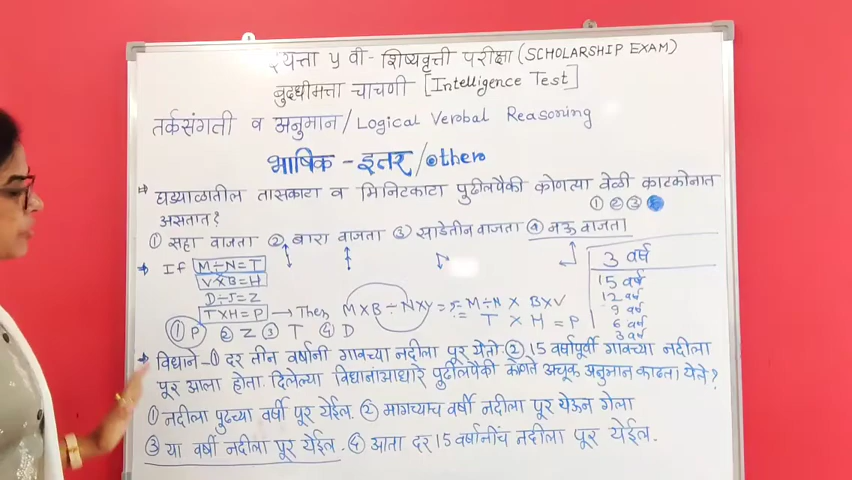 इयत्ता ५ वी - शिष्यवृत्ती परीक्षा (SCHOLARSHIP EXAM)
बुदधीमत्ता चाचणी [Intelligence Test]
तर्कसंगती व अनुमान/Logical Verbal Reasoning
भाषिक - इतर/others
⇒ घड्याळातील तासकाटा व मिनिटकाटा पुढीलपैकी कोणत्या वेळी काटकोनात
असतात? ① ② ③
① सहा वाजता ② बारा वाजता ③ साडेतीन वाजता ④ नऊ वाजता
If M÷N=T
V×B=H
D÷J=Z
T×H=P → Then M×B÷N×V = M÷N × B×V
= T × H = P
① P ② Z ③ T ④ D
3 वर्ष
15 वर्ष
12 वर्ष
9 वर्ष
6 वर्ष
3 वर्ष
विधाने - ① दर तीन वर्षानी गावच्या नदीला पूर येतो. ② 15 वर्षापूर्वी गावच्या नदीला
पूर आला होता. दिलेल्या विधानांआधारे पुढीलपैकी कोणते अचूक अनुमान काढता येते?
① नदीला पुढच्या वर्षी पूर येईल. ② मागच्याच वर्षी नदीला पूर येऊन गेला
③ या वर्षी नदीला पूर येईल. ④ आता दर 15 वर्षानीच नदीला पूर येईल.